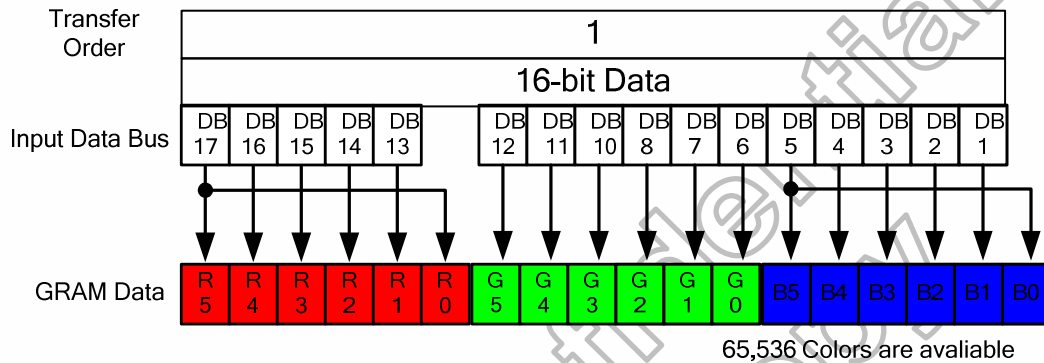 Transfer Order
1
16-bit Data
Input Data Bus
DB 17 DB 16 DB 15 DB 14 DB 13 DB 12 DB 11 DB 10 DB 8 DB 7 DB 6 DB 5 DB 4 DB 3 DB 2 DB 1
GRAM Data
R 5 R 4 R 3 R 2 R 1 R 0 G 5 G 4 G 3 G 2 G 1 G 0 B5 B4 B3 B2 B1 B0
65,536 Colors are avaliable